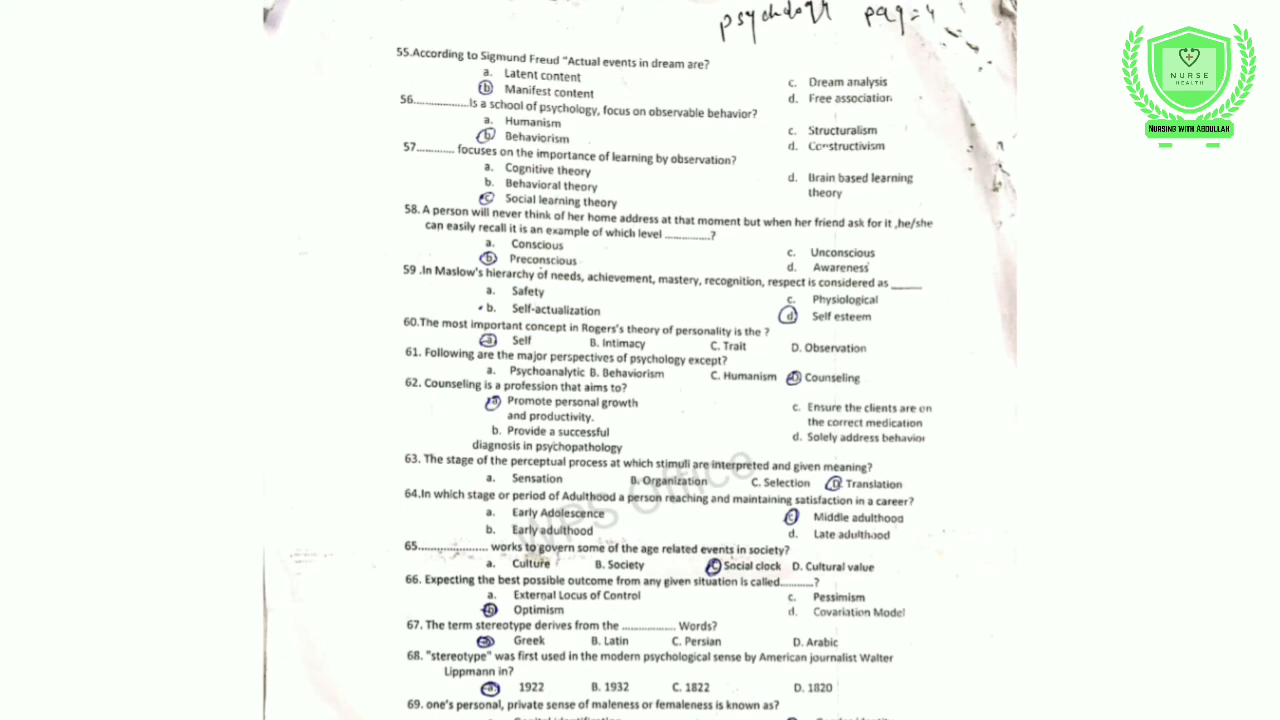 psychology page 4
NURSE
HEALTH
NURSING WITH ABDULLAH
55.According to Sigmund Freud "Actual events in dream are?
a. Latent content
c. Dream analysis
b. Manifest content
d. Free association
56..................Is a school of psychology, focus on observable behavior?
a. Humanism
c. Structuralism
b. Behaviorism
d. Constructivism
57............ focuses on the importance of learning by observation?
a. Cognitive theory
d. Brain based learning
theory
b. Behavioral theory
c. Social learning theory
58. A person will never think of her home address at that moment but when her friend ask for it ,he/she
can easily recall it is an example of which level ...............?
a. Conscious
c. Unconscious
b. Preconscious
d. Awareness
59 .In Maslow's hierarchy of needs, achievement, mastery, recognition, respect is considered as _____
a. Safety
c. Physiological
b. Self-actualization
d. Self esteem
60.The most important concept in Rogers's theory of personality is the ?
a. Self B. Intimacy C. Trait D. Observation
61. Following are the major perspectives of psychology except?
a. Psychoanalytic B. Behaviorism C. Humanism D. Counseling
62. Counseling is a profession that aims to?
a. Promote personal growth
and productivity.
c. Ensure the clients are on
the correct medication
b. Provide a successful
diagnosis in psychopathology
d. Solely address behavior
63. The stage of the perceptual process at which stimuli are interpreted and given meaning?
a. Sensation B. Organization C. Selection D. Translation
64.In which stage or period of Adulthood a person reaching and maintaining satisfaction in a career?
a. Early Adolescence
c. Middle adulthood
b. Early adulthood
d. Late adulthood
65...................... works to govern some of the age related events in society?
a. Culture B. Society C. Social clock D. Cultural value
66. Expecting the best possible outcome from any given situation is called...........?
a. External Locus of Control
c. Pessimism
b. Optimism
d. Covariation Model
67. The term stereotype derives from the ................. Words?
a. Greek B. Latin C. Persian D. Arabic
68. "stereotype" was first used in the modern psychological sense by American journalist Walter
Lippmann in?
a. 1922 B. 1932 C. 1822 D. 1820
69. one's personal, private sense of maleness or femaleness is known as?
WPS Office